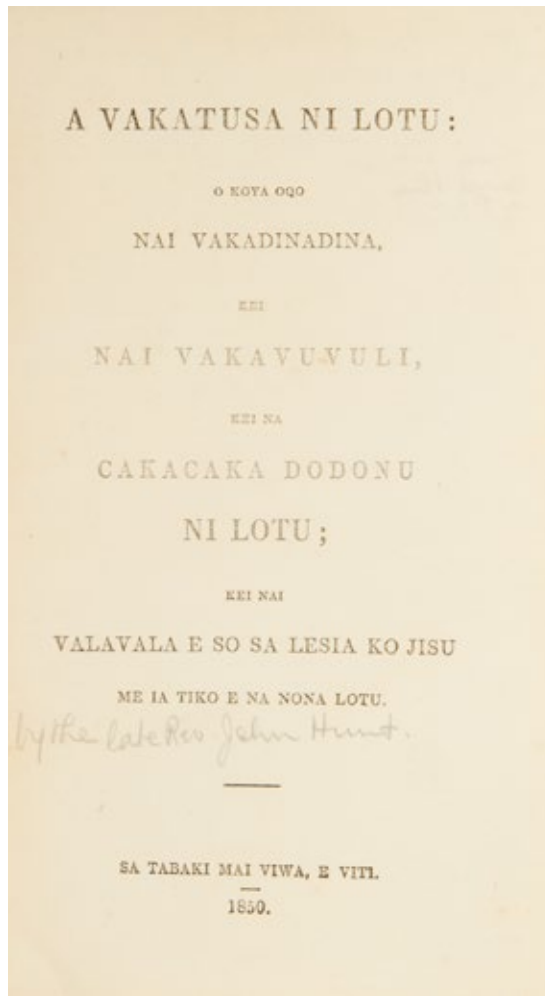 A VAKATUSA NI LOTU:
O KOYA OQO
NAI VAKADINADINA,
KEI
NAI VAKAVUVULI,
KEI NA
CAKACAKA DODONU
NI LOTU;
KEI NAI
VALAVALA E SO SA LESIA KO JISU
ME IA TIKO E NA NONA LOTU.
by the late Rev John Hunt.
SA TABAKI MAI VIWA, E VITI.
1850.